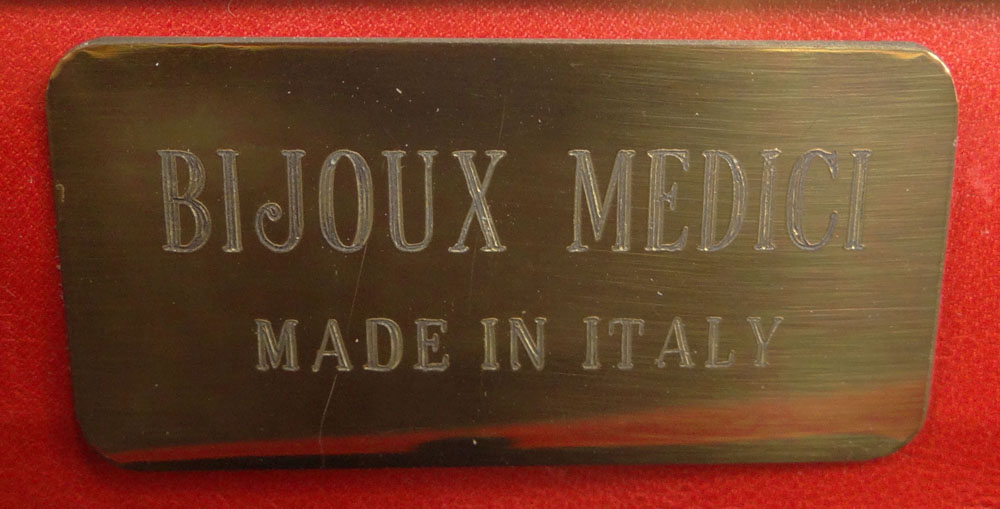 BIJOUX MEDICI
MADE IN ITALY